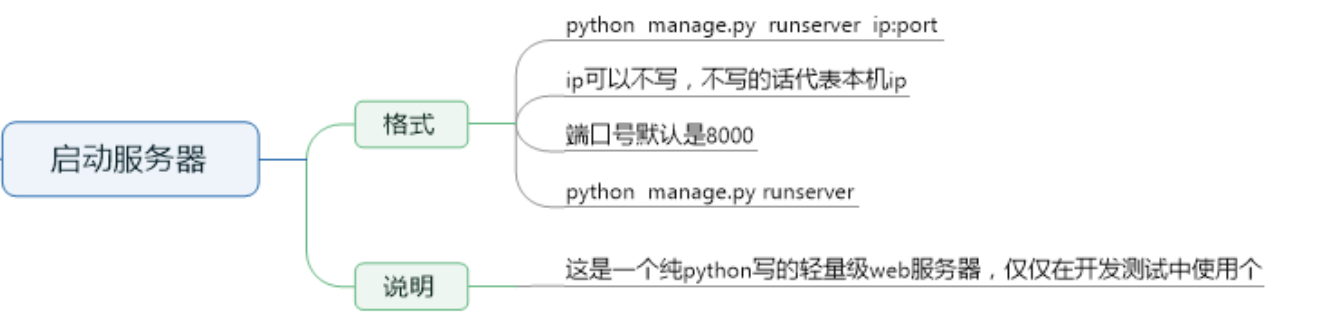 启动服务器
格式
python manage.py runserver ip:port
ip可以不写，不写的话代表本机ip
端口号默认是8000
python manage.py runserver
说明
这是一个纯python写的轻量级web服务器，仅仅在开发测试中使用个